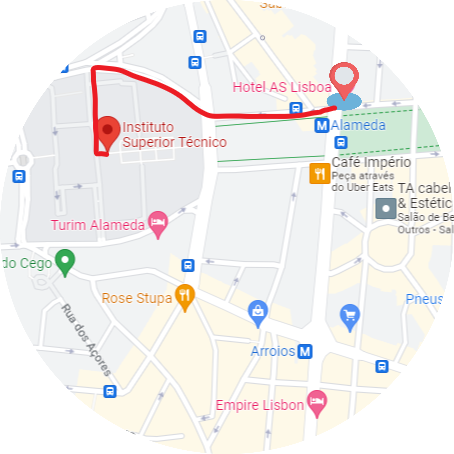 Hotel AS Lisboa
M Alameda
Instituto
Superior Técnico
Café Império
Peça através
do Uber Eats
TA cabel
& Estétic
Salão de Be
Outros - Sal
Turim Alameda
do Cego
Rose Stupa
Pneus
Rua dos Açores
Arroios M
Empire Lisbon